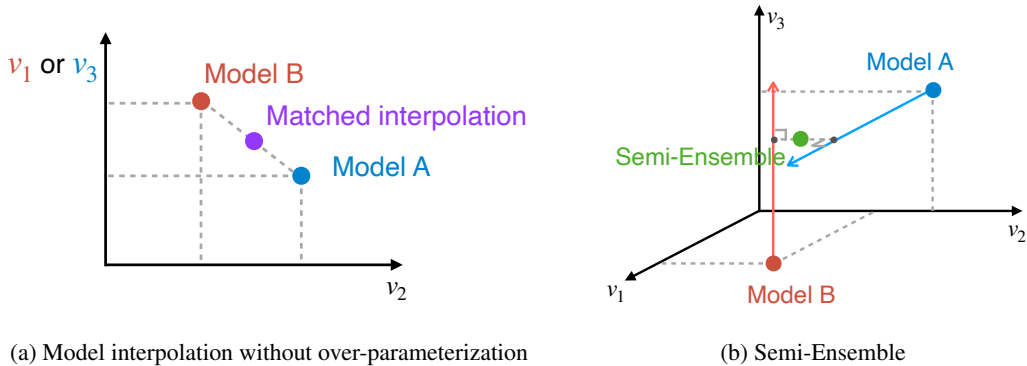 v₁ or v₃
Model B
Matched interpolation
Model A
v₂
(a) Model interpolation without over-parameterization
v₃
Model A
Semi-Ensemble
v₂
v₁
Model B
(b) Semi-Ensemble